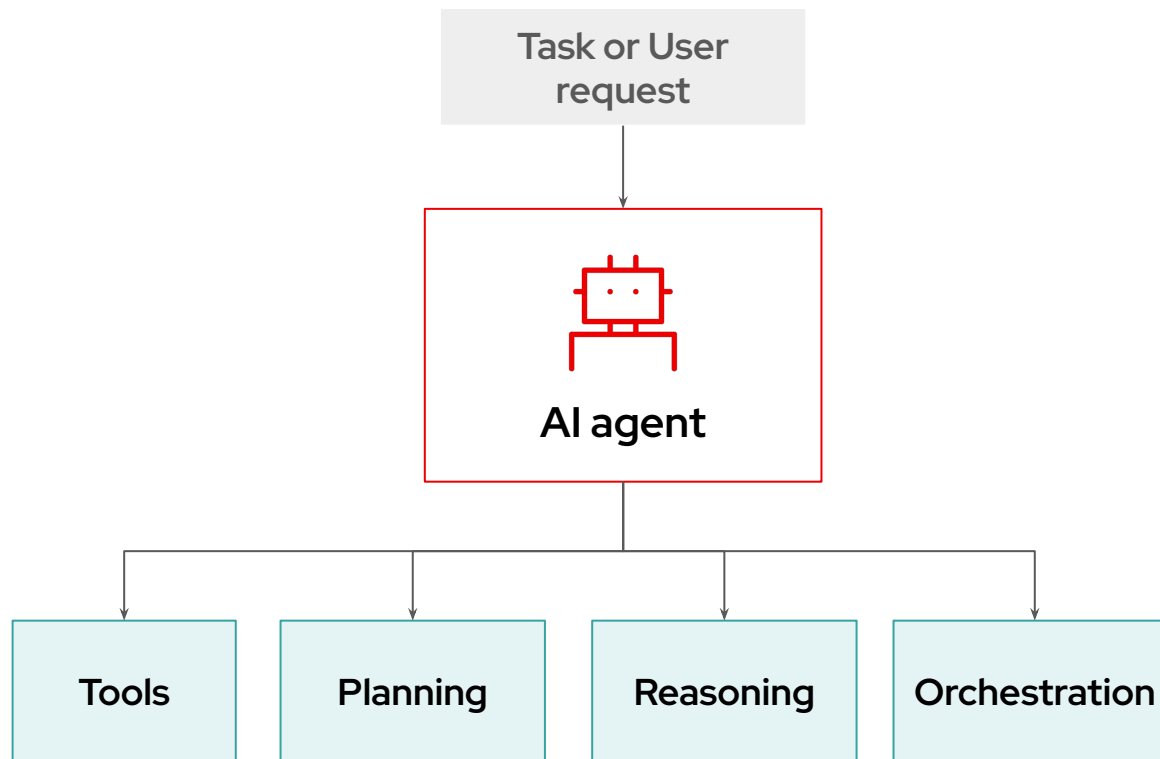 Task or User
request
AI agent
Tools
Planning
Reasoning
Orchestration